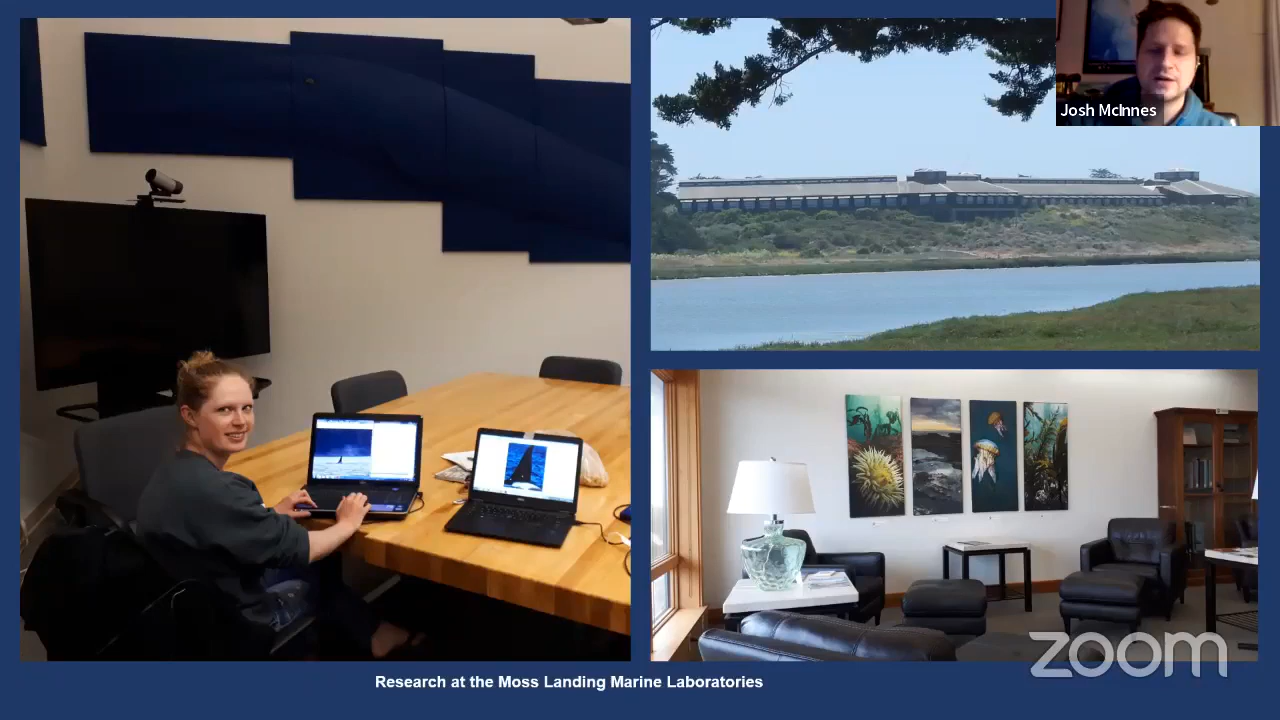 Josh McInnes
zoom
Research at the Moss Landing Marine Laboratories